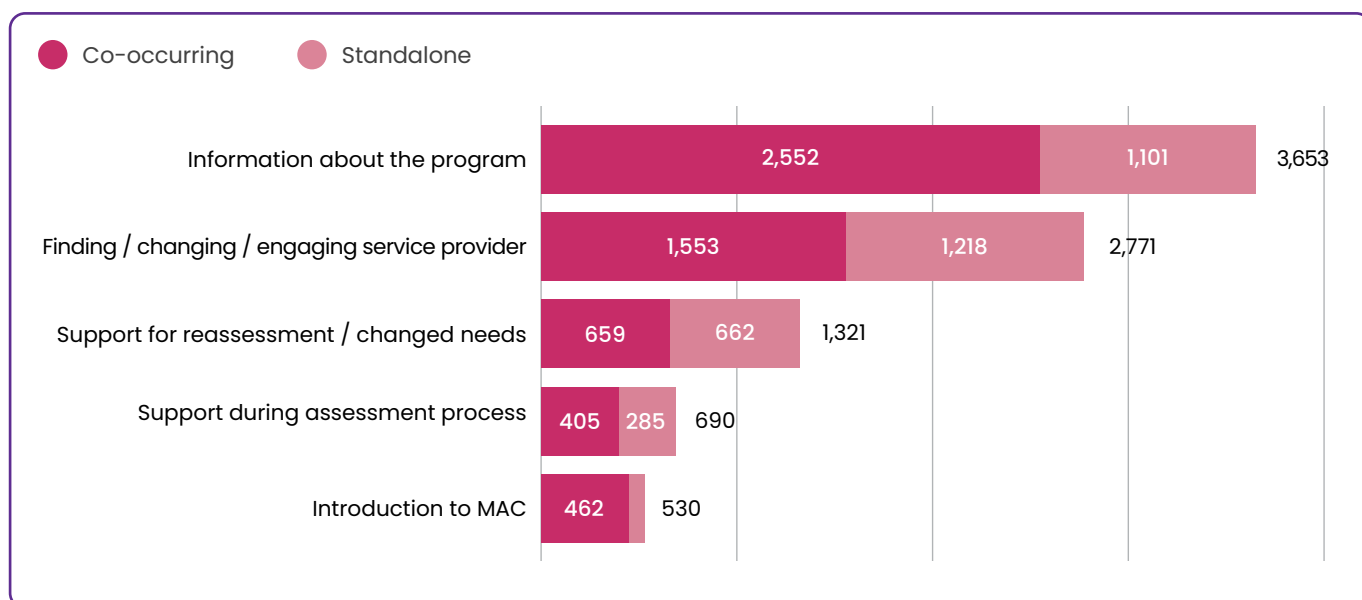 Co-occurring Standalone
Information about the program 2,552 1,101 3,653
Finding / changing / engaging service provider 1,553 1,218 2,771
Support for reassessment / changed needs 659 662 1,321
Support during assessment process 405 285 690
Introduction to MAC 462 530